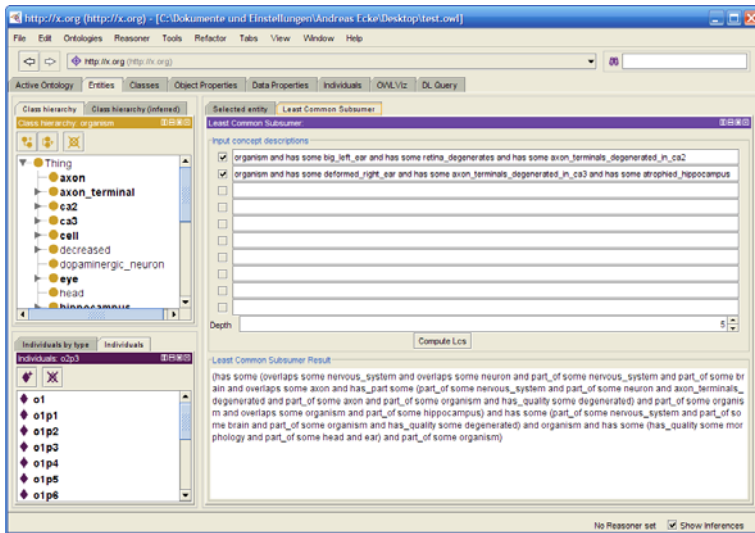 http://x.org (http://x.org) - [C:\Dokumente und Einstellungen\Andreas Ecke\Desktop\test.owl]
File Edit Ontologies Reasoner Tools Refactor Tabs View Window Help
http://x.org (http://x.org)
Active Ontology Entities Classes Object Properties Data Properties Individuals OWLViz DL Query
Class hierarchy Class hierarchy (inferred)
Class hierarchy: organism
Thing
axon
axon_terminal
ca2
ca3
cell
decreased
dopaminergic_neuron
eye
head
hippocampus
Individuals by type Individuals
Individuals: o2p3
o1
o1p1
o1p2
o1p3
o1p4
o1p5
o1p6
Selected entity Least Common Subsumer
Least Common Subsumer:
Input concept descriptions
organism and has some big_left_ear and has some retina_degenerates and has some axon_terminals_degenerated_in_ca2
organism and has some deformed_right_ear and has some axon_terminals_degenerated_in_ca3 and has some atrophied_hippocampus
Depth 5
Compute Lcs
Least Common Subsumer Result
(has some (overlaps some nervous_system and overlaps some neuron and part_of some nervous_system and part_of some br
ain and overlaps some axon and has_part some (part_of some nervous_system and part_of some neuron and axon_terminals_
degenerated and part_of some axon and part_of some organism and has_quality some degenerated) and part_of some organis
m and overlaps some organism and part_of some hippocampus) and has some (part_of some nervous_system and part_of so
me brain and part_of some organism and has_quality some degenerated) and organism and has some (has_quality some mor
phology and part_of some head and ear) and part_of some organism)
No Reasoner set Show Inferences